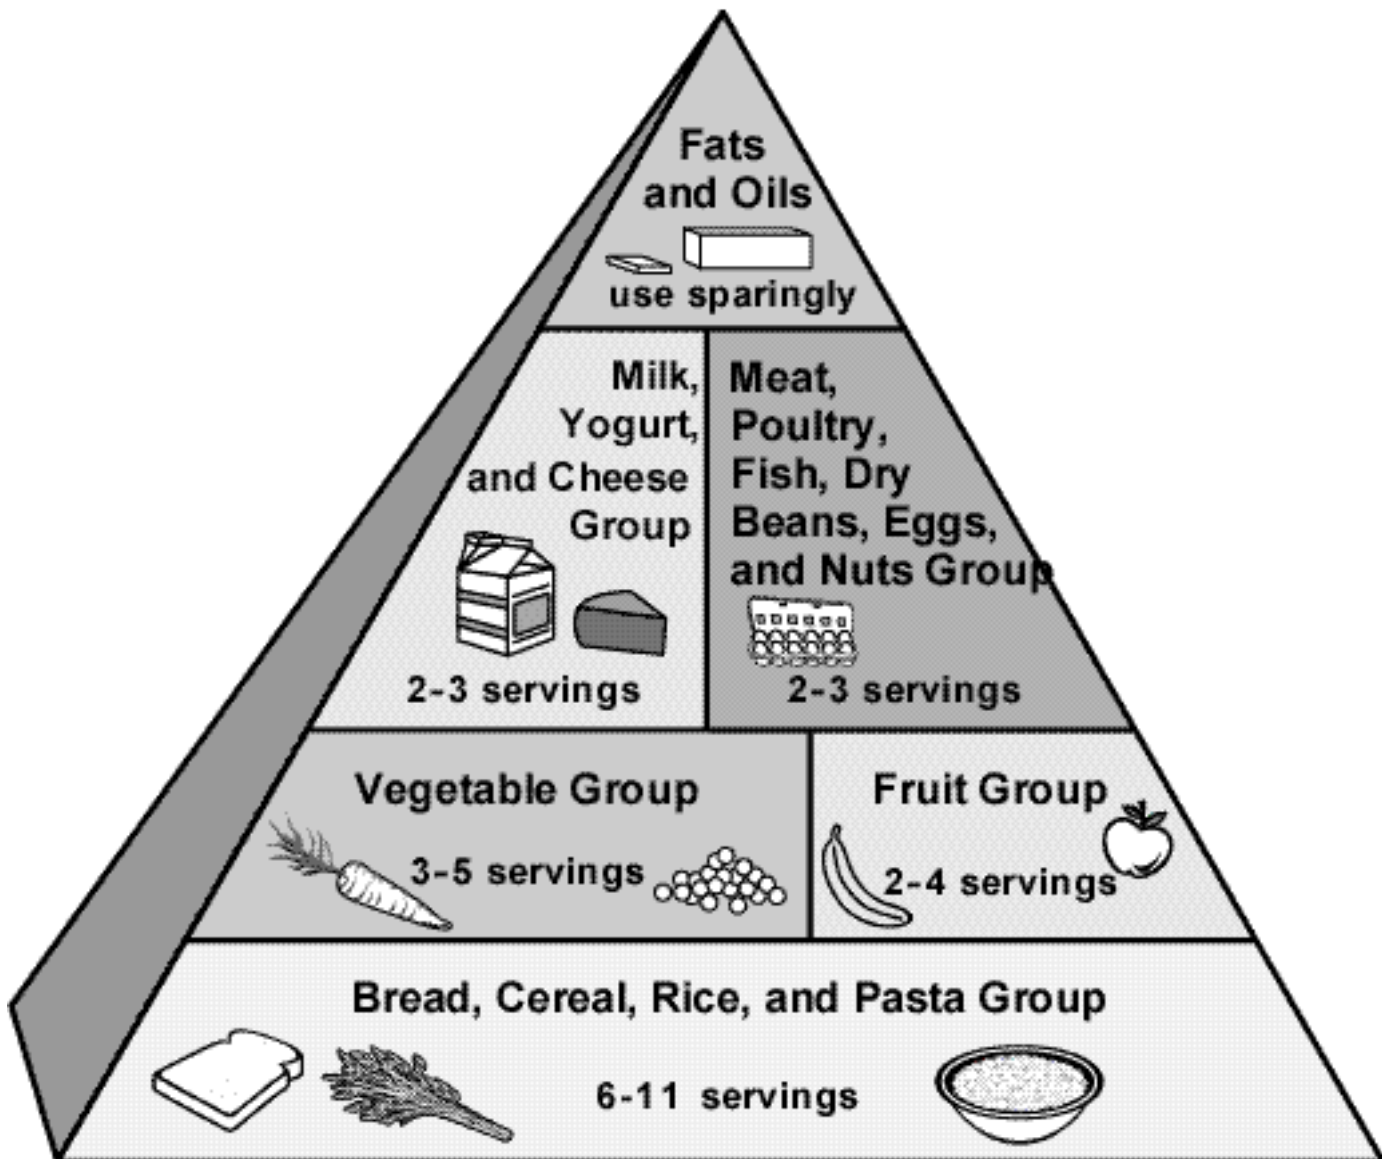 Fats
and Oils
use sparingly
Milk,
Yogurt,
and Cheese
Group
2-3 servings
Meat,
Poultry,
Fish, Dry
Beans, Eggs,
and Nuts Group
2-3 servings
Vegetable Group
3-5 servings
Fruit Group
2-4 servings
Bread, Cereal, Rice, and Pasta Group
6-11 servings